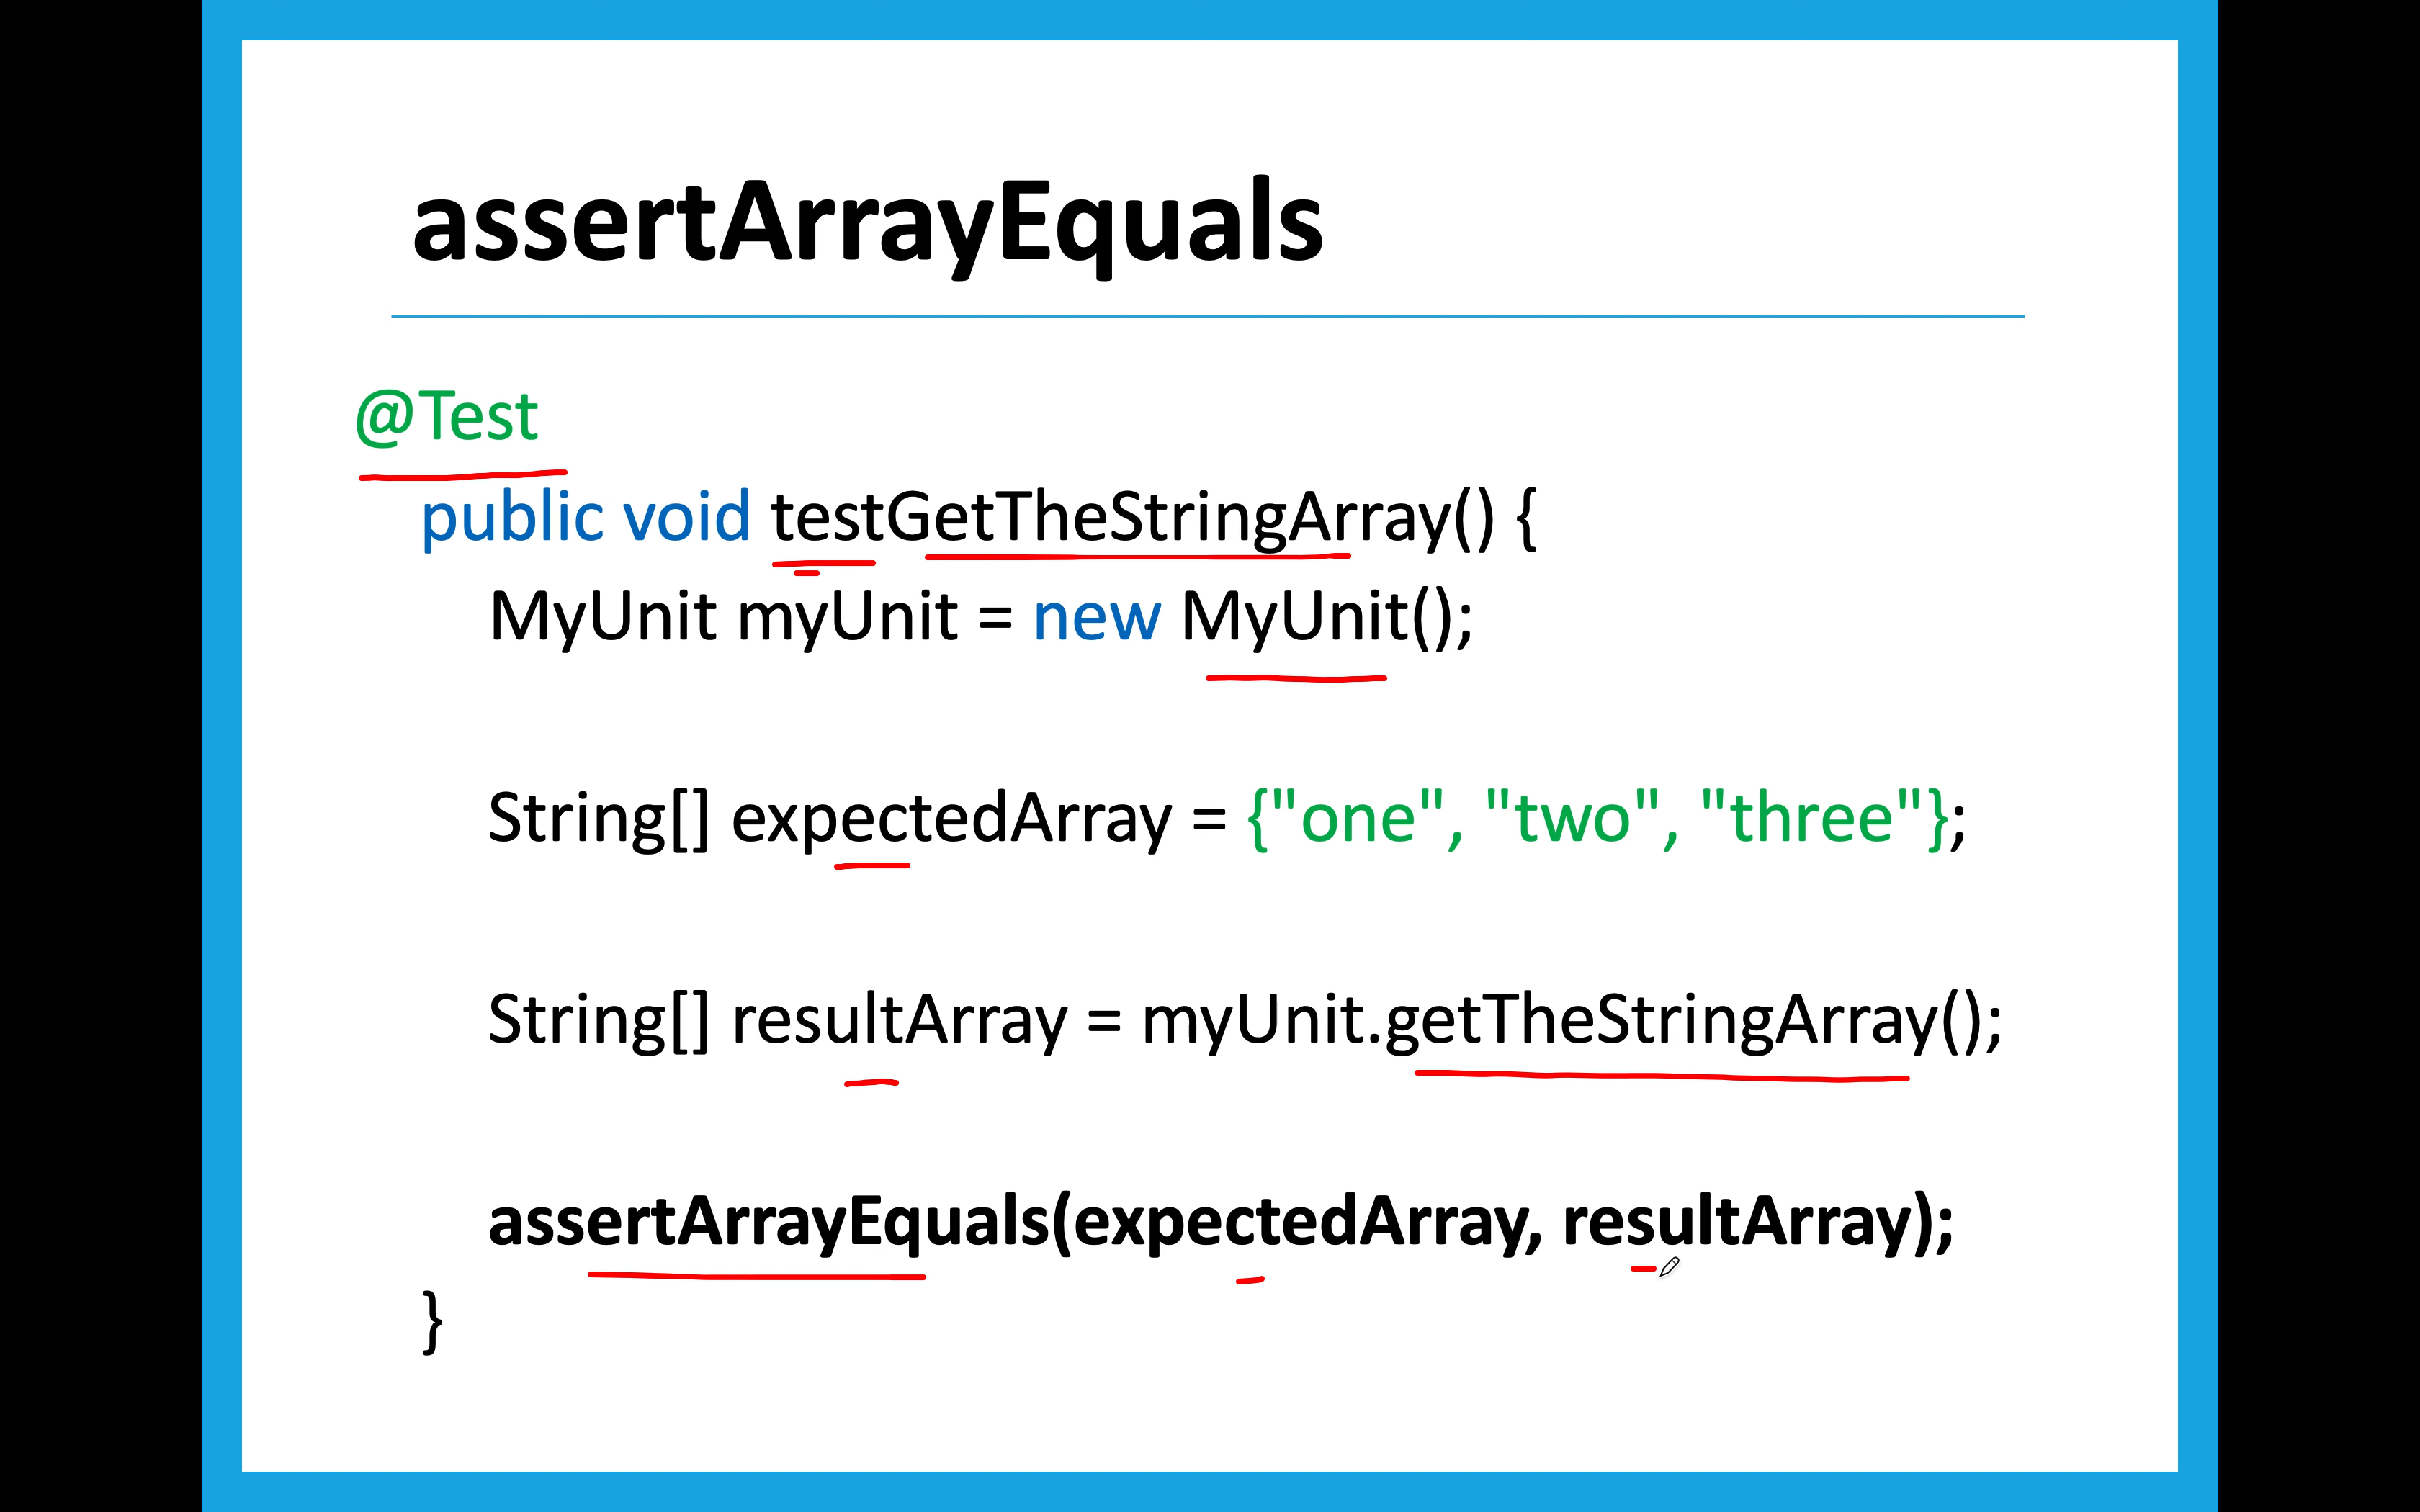 assertArrayEquals
@Test
public void testGetTheStringArray() {
MyUnit myUnit = new MyUnit();
String[] expectedArray = {"one", "two", "three"};
String[] resultArray = myUnit.getTheStringArray();
assertArrayEquals(expectedArray, resultArray);
}